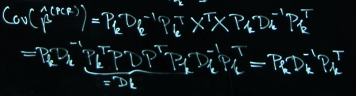 Cov(β̂^(PCR)) = P_k D_k^-1 P_k^T X^T X P_k D_k^-1 P_k^T
= P_k D_k^-1 P_k^T P D P^T P_k D_k^-1 P_k^T = P_k D_k^-1 P_k^T
= D_k